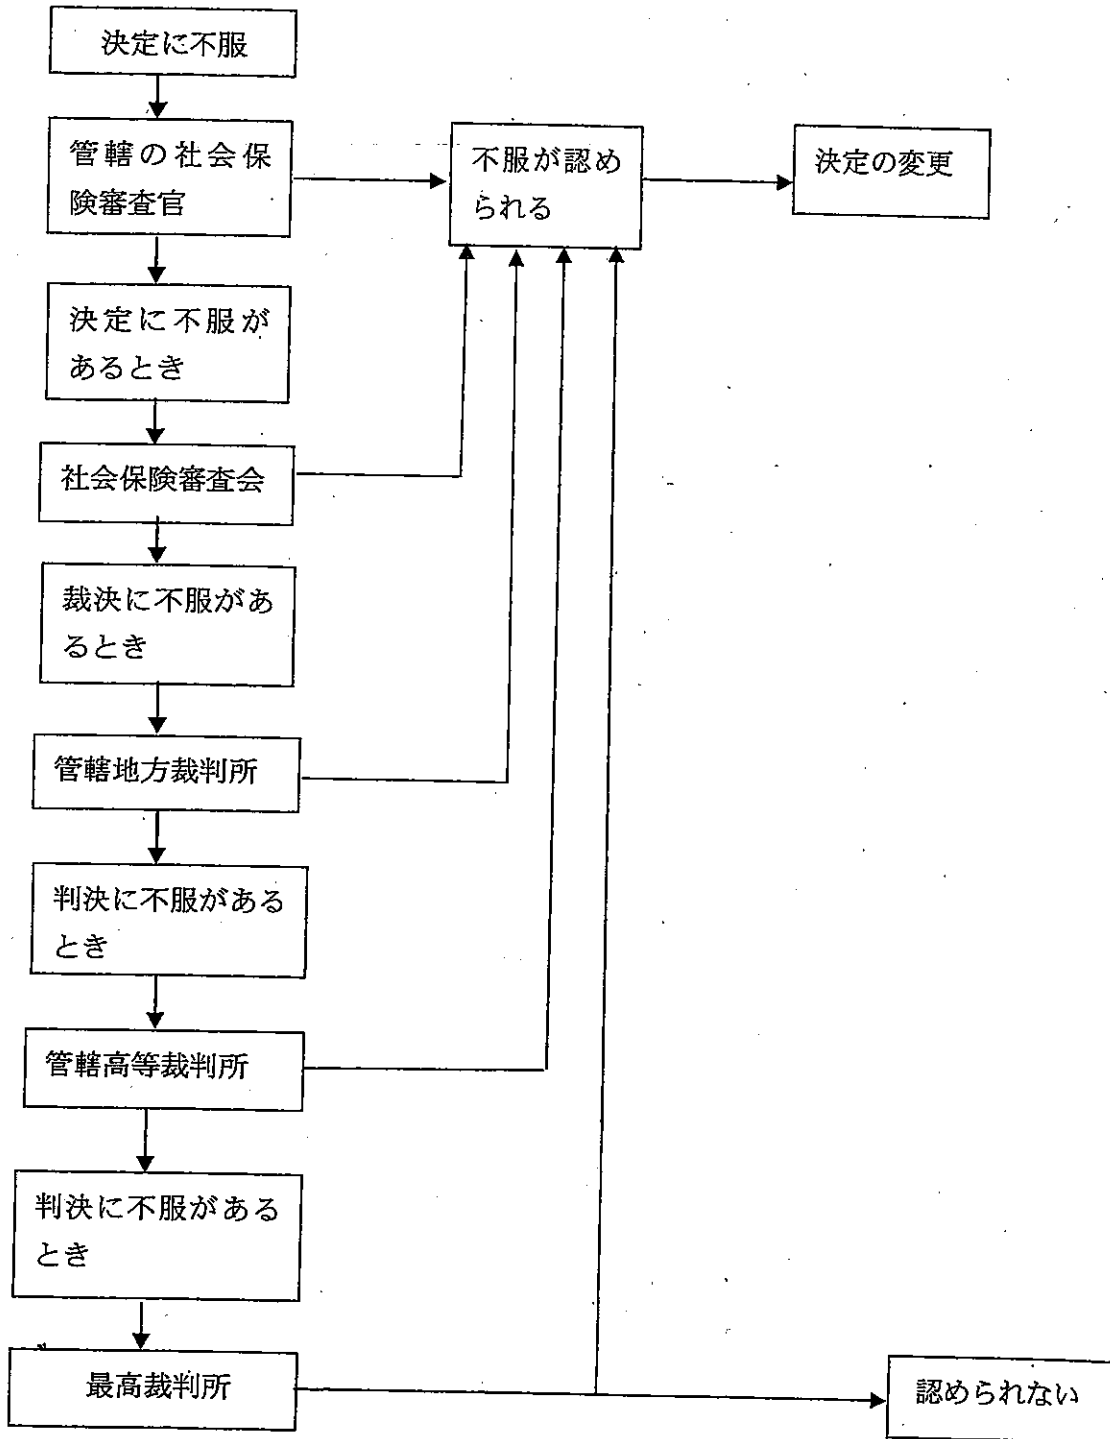 決定に不服
管轄の社会保
険審査官
不服が認め
られる
決定の変更
決定に不服が
あるとき
社会保険審査会
裁決に不服があ
るとき
管轄地方裁判所
判決に不服がある
とき
管轄高等裁判所
判決に不服がある
とき
最高裁判所
認められない